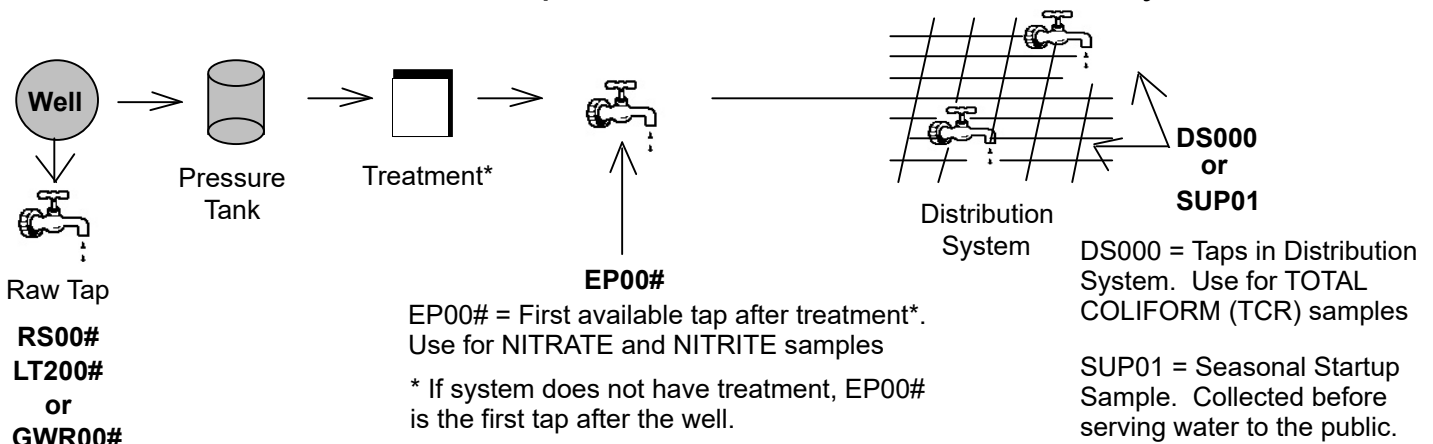 Well
Pressure
Tank
Treatment*
Raw Tap
RS00#
LT200#
or
GWR00#
EP00#
EP00# = First available tap after treatment*.
Use for NITRATE and NITRITE samples
* If system does not have treatment, EP00#
is the first tap after the well.
Distribution
System
DS000
or
SUP01
DS000 = Taps in Distribution
System. Use for TOTAL
COLIFORM (TCR) samples
SUP01 = Seasonal Startup
Sample. Collected before
serving water to the public.